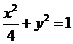 x²/4 + y² = 1